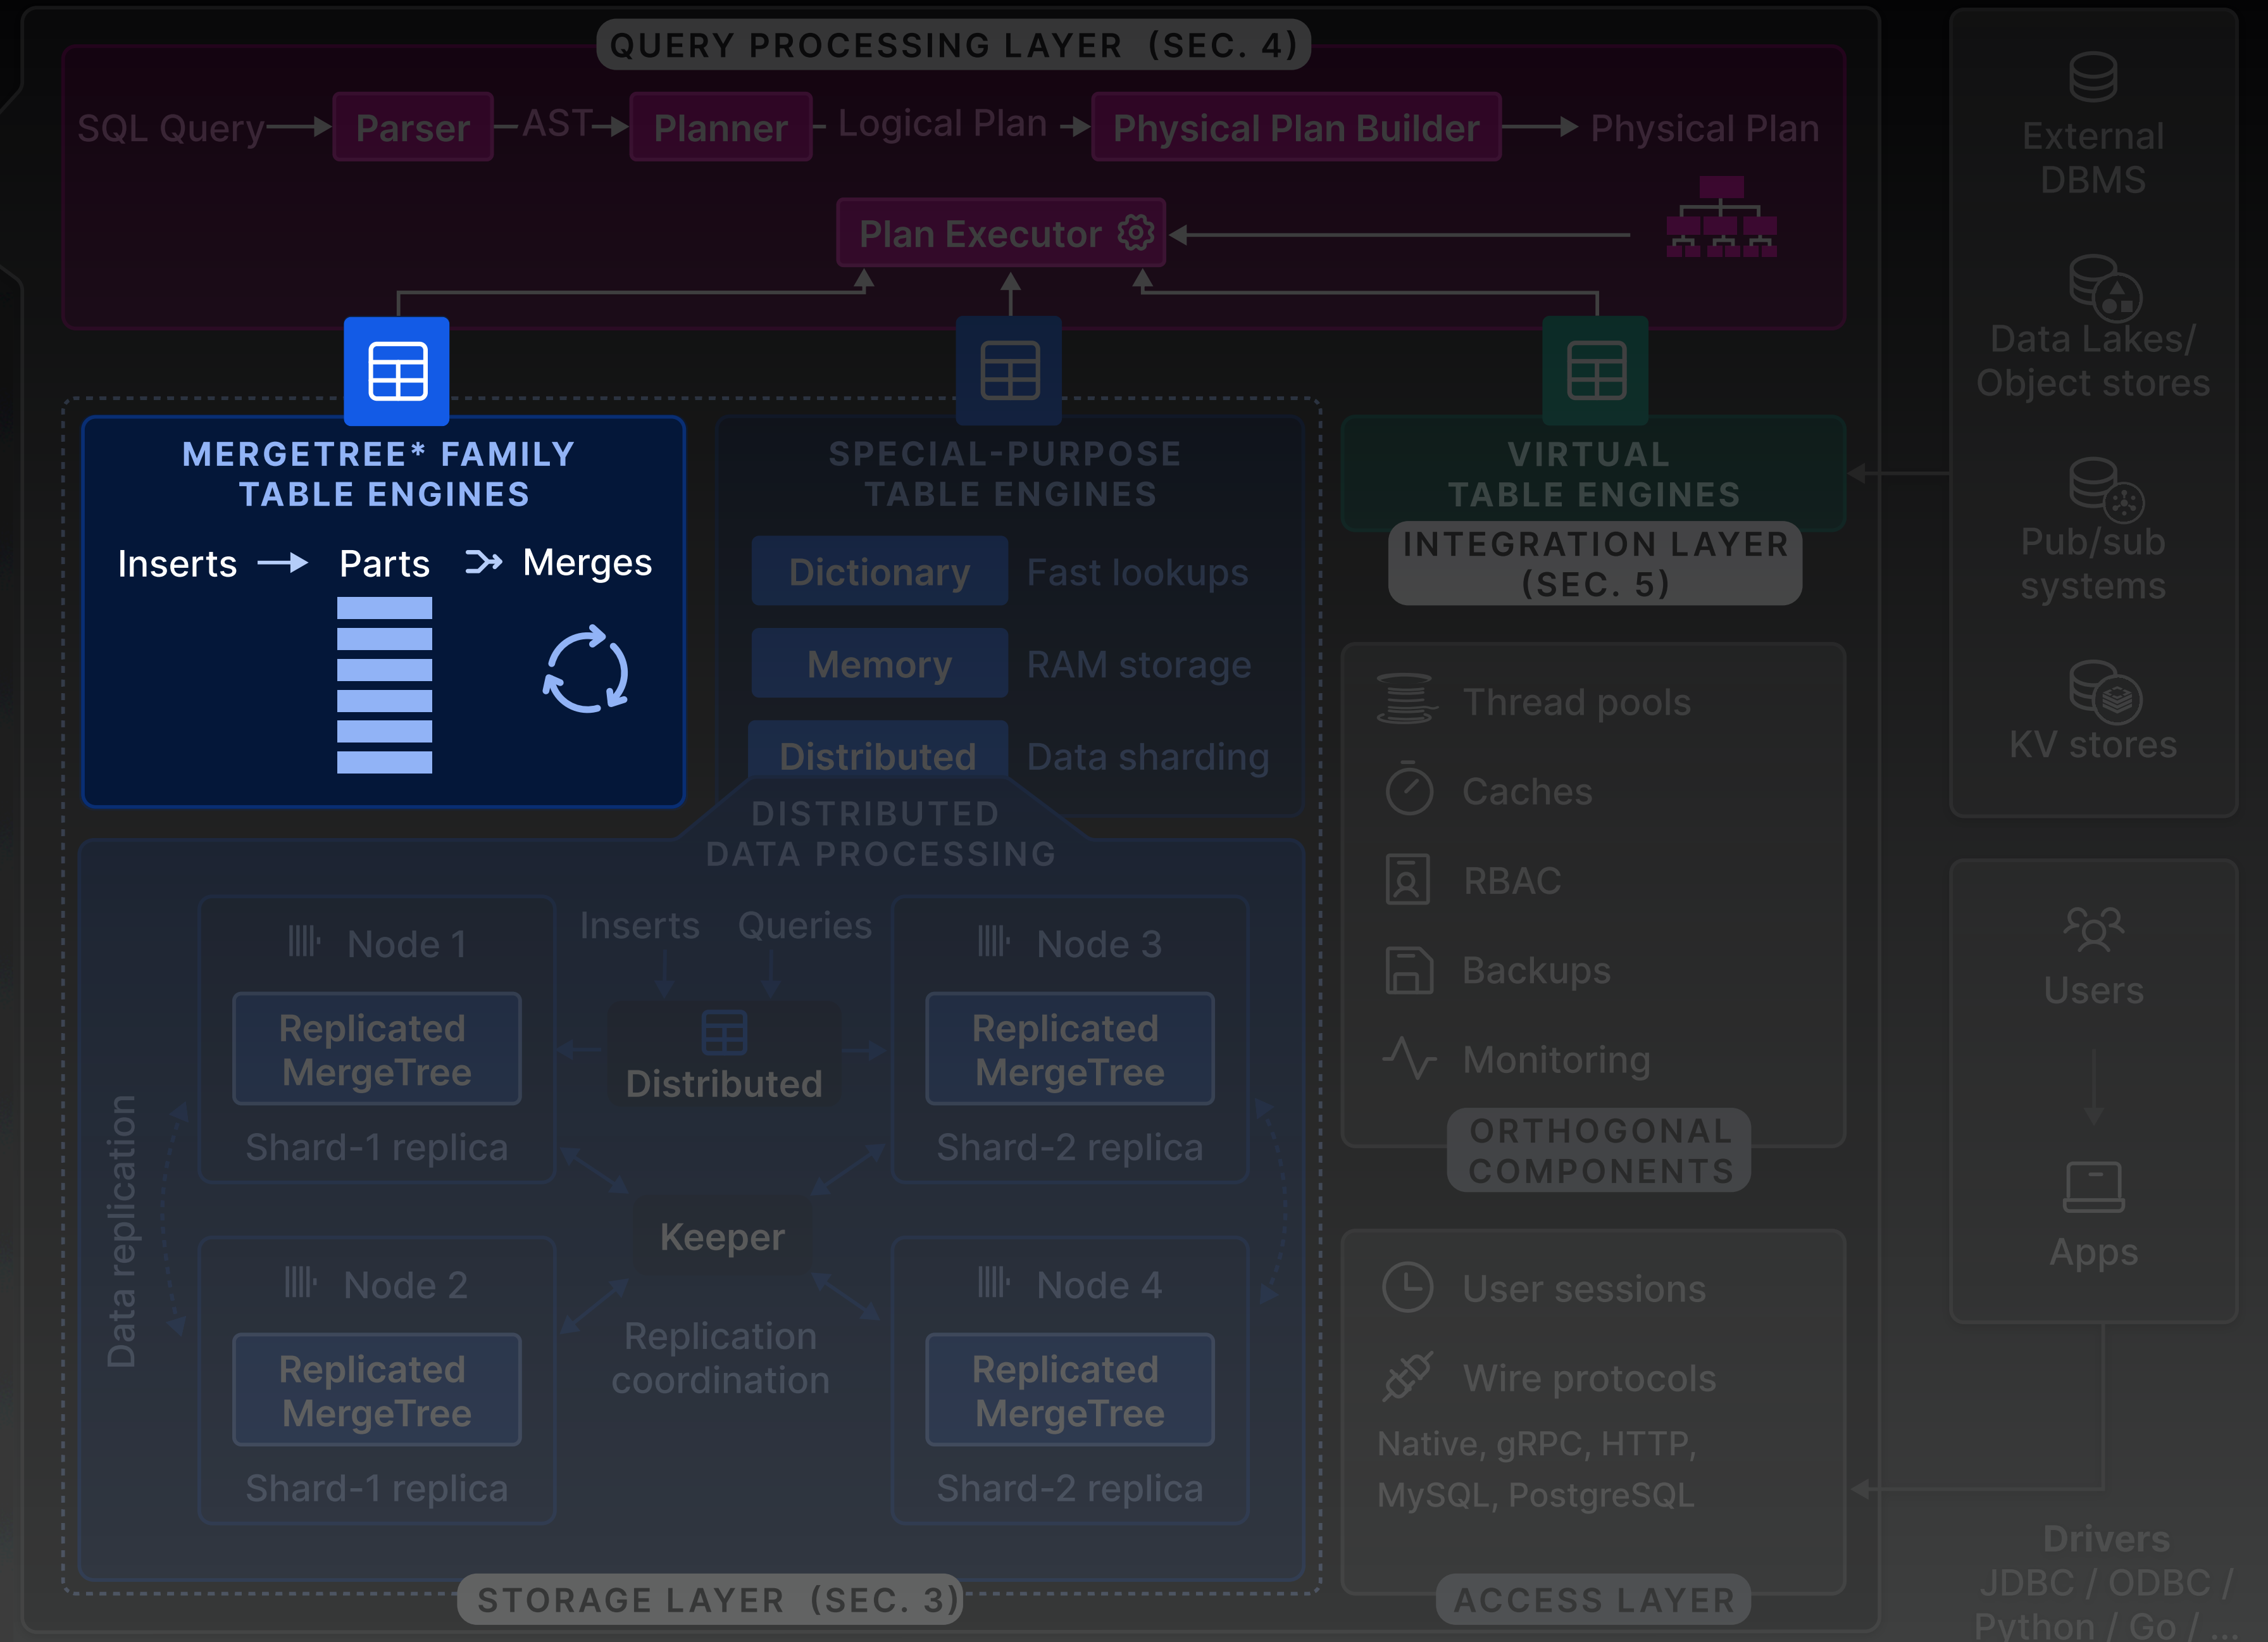 QUERY PROCESSING LAYER (SEC. 4)
SQL Query
Parser
AST
Planner
Logical Plan
Physical Plan Builder
Physical Plan
Plan Executor
MERGETREE* FAMILY
TABLE ENGINES
Inserts
Parts
Merges
SPECIAL-PURPOSE
TABLE ENGINES
Dictionary
Fast lookups
Memory
RAM storage
Distributed
Data sharding
VIRTUAL
TABLE ENGINES
INTEGRATION LAYER
(SEC. 5)
DISTRIBUTED
DATA PROCESSING
Node 1
Replicated
MergeTree
Shard-1 replica
Inserts
Queries
Distributed
Node 3
Replicated
MergeTree
Shard-2 replica
Data replication
Keeper
Replication
coordination
Node 2
Replicated
MergeTree
Shard-1 replica
Node 4
Replicated
MergeTree
Shard-2 replica
STORAGE LAYER (SEC. 3)
Thread pools
Caches
RBAC
Backups
Monitoring
ORTHOGONAL
COMPONENTS
User sessions
Wire protocols
Native, gRPC, HTTP,
MySQL, PostgreSQL
ACCESS LAYER
External
DBMS
Data Lakes/
Object stores
Pub/sub
systems
KV stores
Users
Apps
Drivers
JDBC / ODBC /
Python / Go / ...